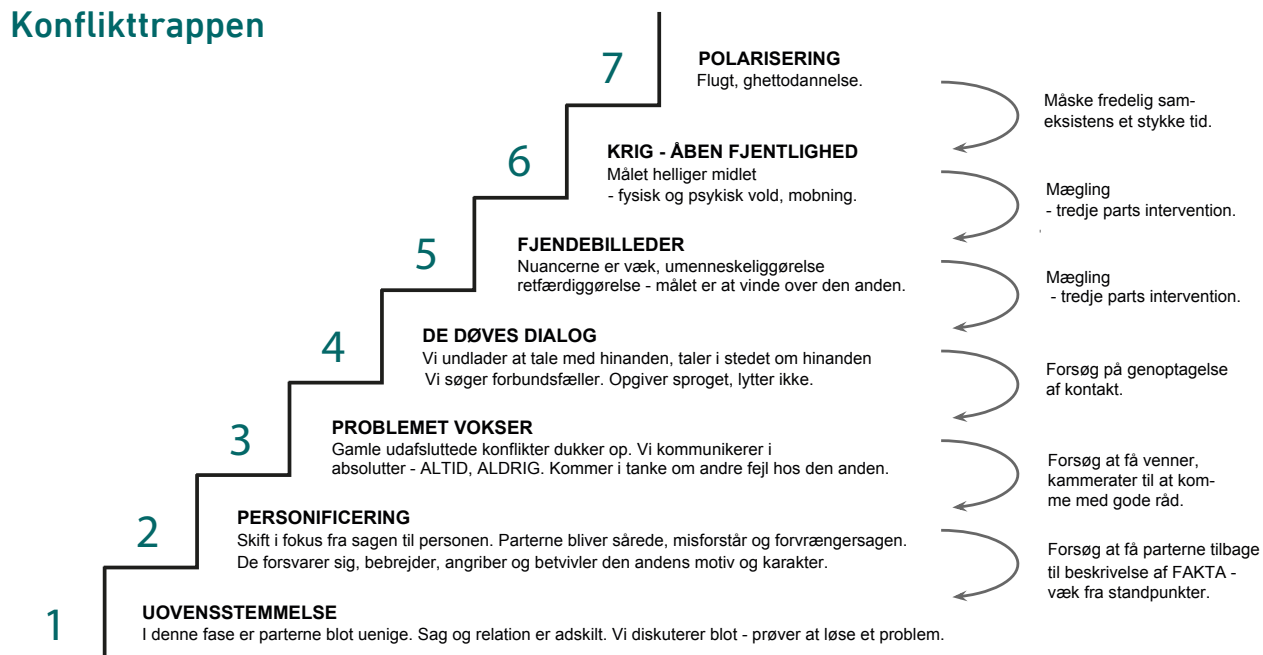 Konflikttrappen
7
POLARISERING
Flugt, ghettodannelse.
Måske fredelig sam-
eksistens et stykke tid.
6
KRIG - ÅBEN FJENTLIGHED
Målet helliger midlet
- fysisk og psykisk vold, mobning.
Mægling
- tredje parts intervention.
5
FJENDEBILLEDER
Nuancerne er væk, umenneskeliggørelse
retfærdiggørelse - målet er at vinde over den anden.
Mægling
- tredje parts intervention.
4
DE DØVES DIALOG
Vi undlader at tale med hinanden, taler i stedet om hinanden
Vi søger forbundsfæller. Opgiver sproget, lytter ikke.
Forsøg på genoptagelse
af kontakt.
3
PROBLEMET VOKSER
Gamle udafsluttede konflikter dukker op. Vi kommunikerer i
absolutter - ALTID, ALDRIG. Kommer i tanke om andre fejl hos den anden.
Forsøg at få venner,
kammerater til at kom-
me med gode råd.
2
PERSONIFICERING
Skift i fokus fra sagen til personen. Parterne bliver sårede, misforstår og forvrængersagen.
De forsvarer sig, bebrejder, angriber og betvivler den andens motiv og karakter.
Forsøg at få parterne tilbage
til beskrivelse af FAKTA -
væk fra standpunkter.
1
UOVENSSTEMMELSE
I denne fase er parterne blot uenige. Sag og relation er adskilt. Vi diskuterer blot - prøver at løse et problem.